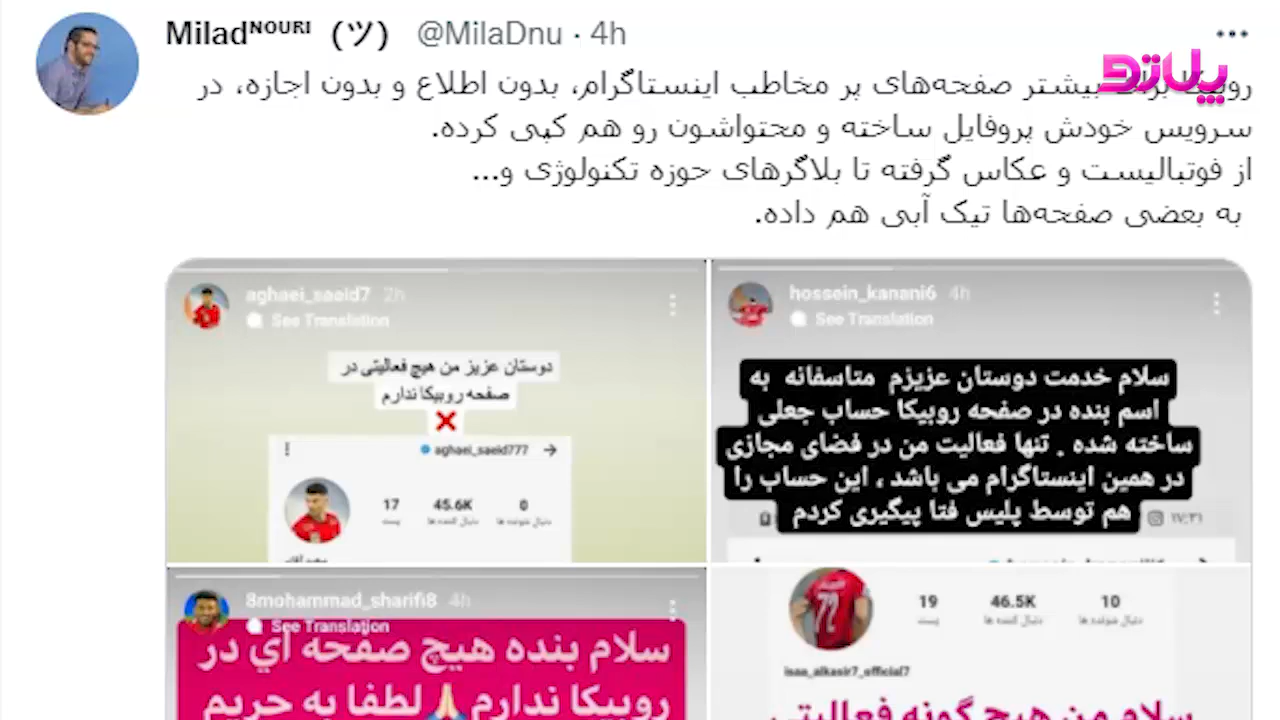 Miladᴺᴼᵁᴿᴵ (ツ) @MilaDnu · 4h
پلازو
روبیکا برای بیشتر صفحه‌های پر مخاطب اینستاگرام، بدون اطلاع و بدون اجازه، در
سرویس خودش پروفایل ساخته و محتواشون رو هم کپی کرده.
از فوتبالیست و عکاس گرفته تا بلاگرهای حوزه تکنولوژی و...
به بعضی صفحه‌ها تیک آبی هم داده.
aghaei_saeid7 2h
See Translation
دوستان عزیز من هیچ فعالیتی در
صفحه روبیکا ندارم
aghaei_saeid777
17 45.6K 0
پست دنبال کننده ها دنبال شونده ها
hossein_kanani6 4h
See Translation
سلام خدمت دوستان عزیزم متاسفانه به
اسم بنده در صفحه روبیکا حساب جعلی
ساخته شده . تنها فعالیت من در فضای مجازی
در همین اینستاگرام می باشد ، این حساب را
هم توسط پلیس فتا پیگیری کردم
۱۷:۳۱
8mohammad_sharifi8 4h
See Translation
سلام بنده هیچ صفحه اي در
روبیکا ندارم لطفا به حریم
72
19 46.5K 10
پست دنبال کننده ها دنبال شونده ها
isaa_alkasir7_official7
سلام من هیچ گونه فعالیتی